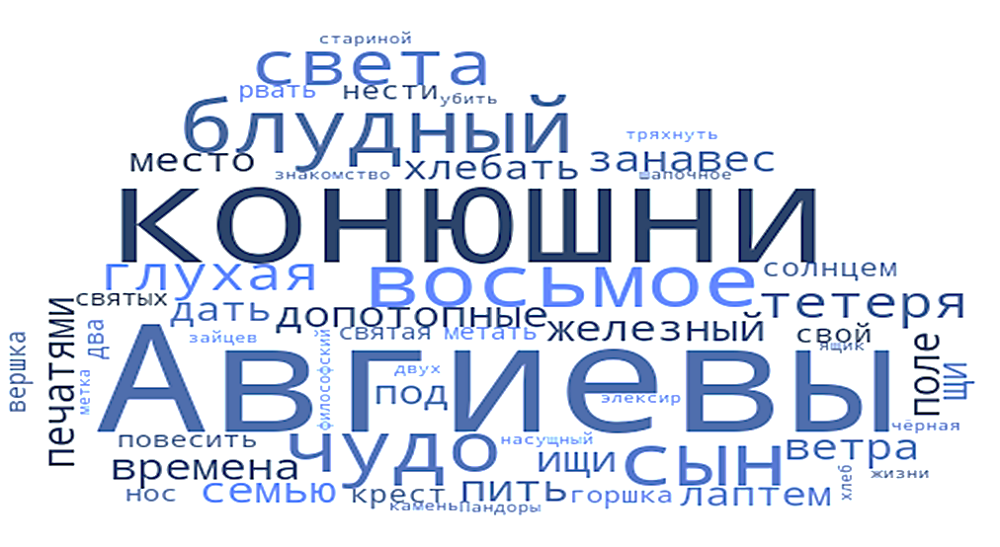 стариной
света
рвать нести убить
блудный
тряхнуть
место знакомство хлебать занавес
шапочное
конюшни
глухая восьмое солнцем
святых дать допотопные тетеря
железный
печатями два зайцев философский святая метать свой
ящик
вершка метка Авгиевы поле щи
двух
под элексир
повесить чудо насущный чёрная
времена ищи сын ветра
нос семью крест пить горшка лаптем хлеб жизни
камень Пандоры